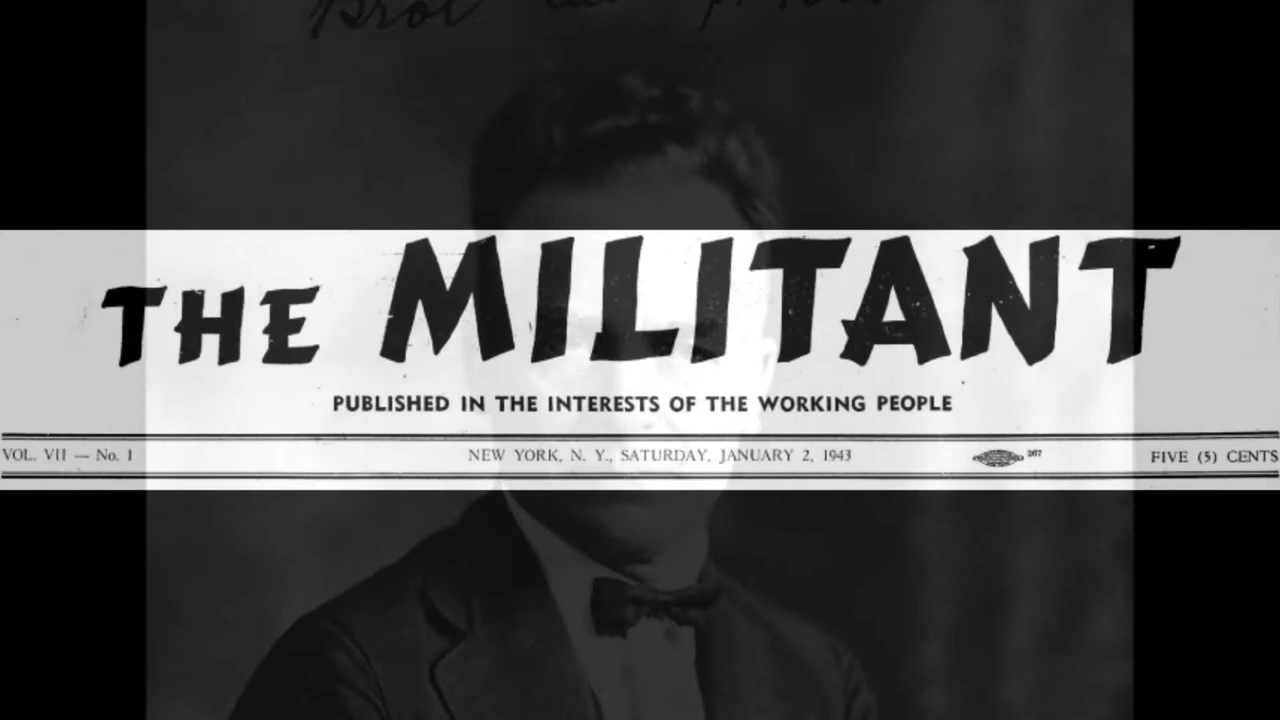 THE MILITANT
PUBLISHED IN THE INTERESTS OF THE WORKING PEOPLE
VOL. VII — No. 1 NEW YORK, N. Y., SATURDAY, JANUARY 2, 1943 267 FIVE (5) CENTS